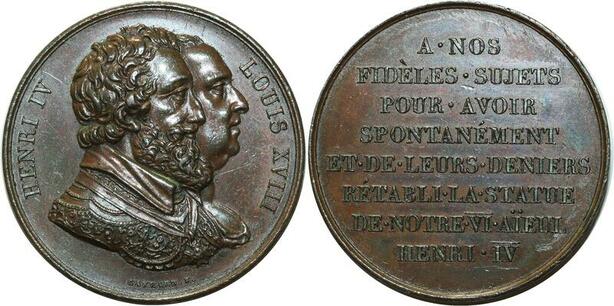 HENRI IV
LOUIS XVIII
GAYRARD F.
A·NOS
FIDÈLES·SUJETS
POUR·AVOIR
SPONTANÉMENT
ET·DE·LEURS·DENIERS
RÉTABLI·LA·STATUE
DE·NOTRE·VI·AÏEUL
HENRI·IV